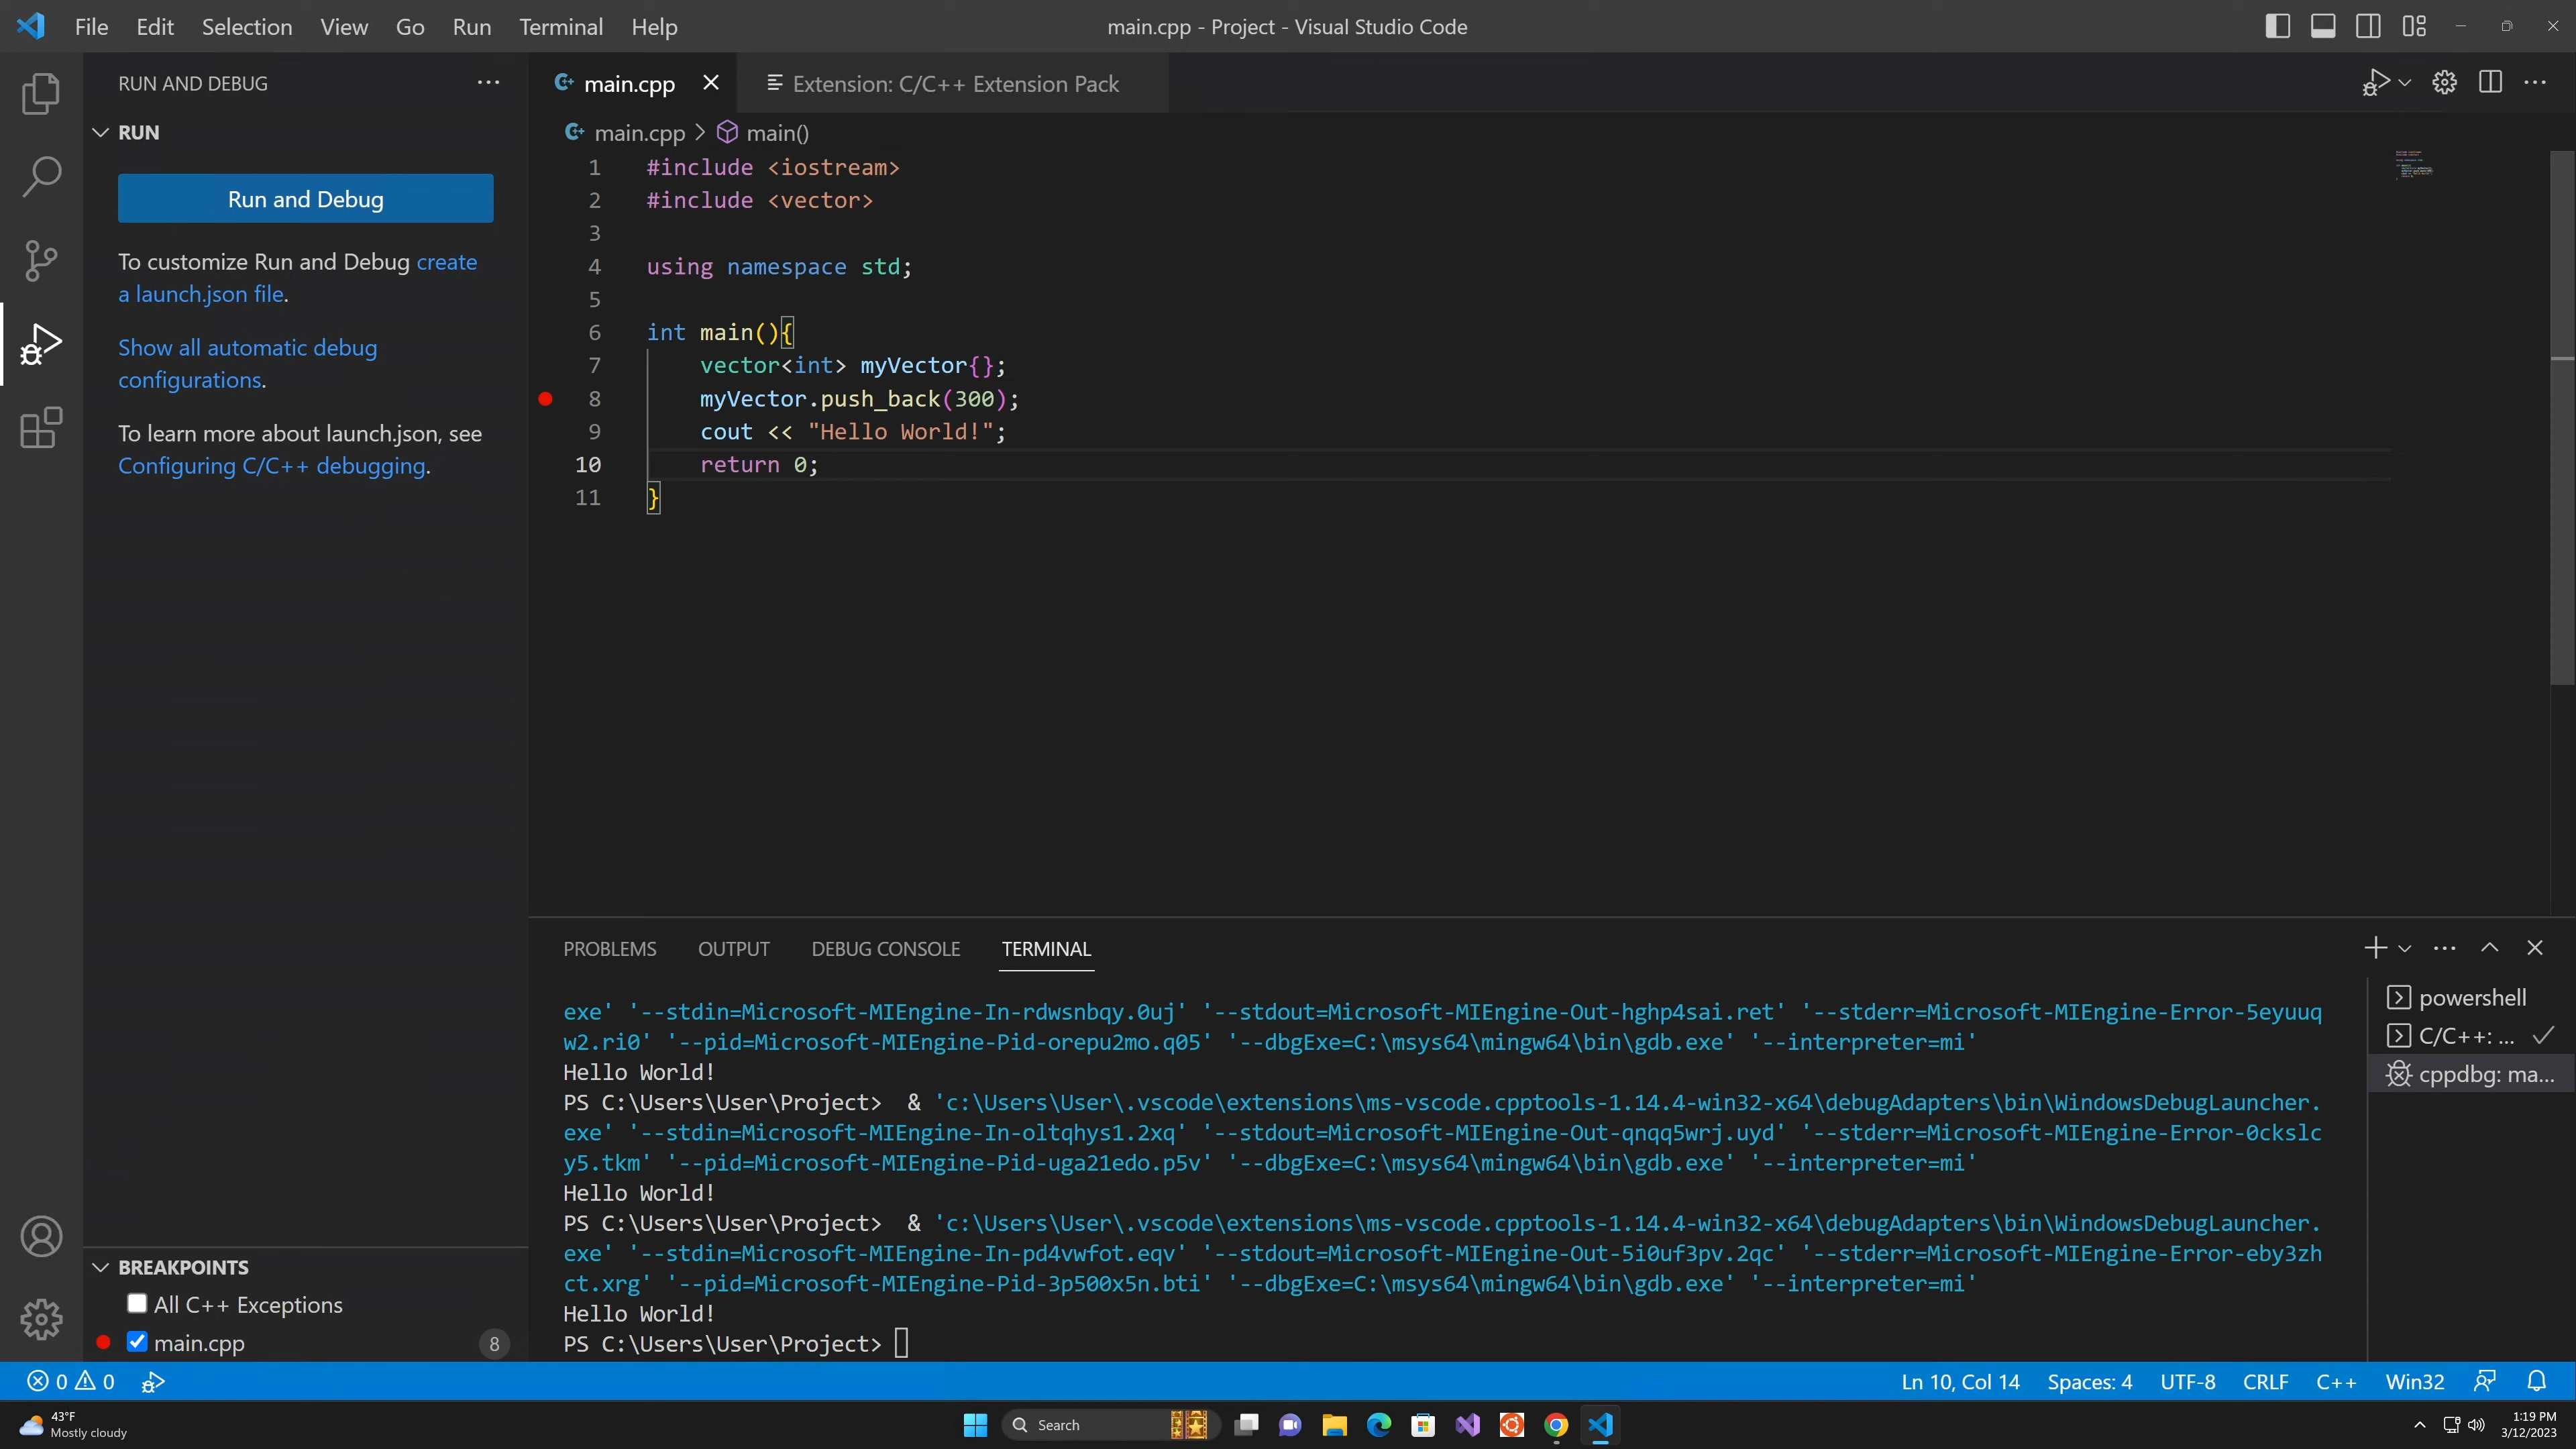 File Edit Selection View Go Run Terminal Help
main.cpp - Project - Visual Studio Code
RUN AND DEBUG
RUN
Run and Debug
To customize Run and Debug create
a launch.json file.
Show all automatic debug
configurations.
To learn more about launch.json, see
Configuring C/C++ debugging.
BREAKPOINTS
All C++ Exceptions
main.cpp 8
main.cpp Extension: C/C++ Extension Pack
main.cpp > main()
1 #include <iostream>
2 #include <vector>
3
4 using namespace std;
5
6 int main(){
7 vector<int> myVector{};
8 myVector.push_back(300);
9 cout << "Hello World!";
10 return 0;
11 }
PROBLEMS OUTPUT DEBUG CONSOLE TERMINAL
exe' '--stdin=Microsoft-MIEngine-In-rdwsnbqy.0uj' '--stdout=Microsoft-MIEngine-Out-hghp4sai.ret' '--stderr=Microsoft-MIEngine-Error-5eyuuq
w2.ri0' '--pid=Microsoft-MIEngine-Pid-orepu2mo.q05' '--dbgExe=C:\msys64\mingw64\bin\gdb.exe' '--interpreter=mi'
Hello World!
PS C:\Users\User\Project>  & 'c:\Users\User\.vscode\extensions\ms-vscode.cpptools-1.14.4-win32-x64\debugAdapters\bin\WindowsDebugLauncher.
exe' '--stdin=Microsoft-MIEngine-In-oltqhys1.2xq' '--stdout=Microsoft-MIEngine-Out-qnqq5wrj.uyd' '--stderr=Microsoft-MIEngine-Error-0ckslc
y5.tkm' '--pid=Microsoft-MIEngine-Pid-uga21edo.p5v' '--dbgExe=C:\msys64\mingw64\bin\gdb.exe' '--interpreter=mi'
Hello World!
PS C:\Users\User\Project>  & 'c:\Users\User\.vscode\extensions\ms-vscode.cpptools-1.14.4-win32-x64\debugAdapters\bin\WindowsDebugLauncher.
exe' '--stdin=Microsoft-MIEngine-In-pd4vwfot.eqv' '--stdout=Microsoft-MIEngine-Out-5i0uf3pv.2qc' '--stderr=Microsoft-MIEngine-Error-eby3zh
ct.xrg' '--pid=Microsoft-MIEngine-Pid-3p500x5n.bti' '--dbgExe=C:\msys64\mingw64\bin\gdb.exe' '--interpreter=mi'
Hello World!
PS C:\Users\User\Project>
powershell
C/C++: ...
cppdbg: ma...
0 0
Ln 10, Col 14 Spaces: 4 UTF-8 CRLF C++ Win32
43°F
Mostly cloudy
Search
1:19 PM
3/12/2023